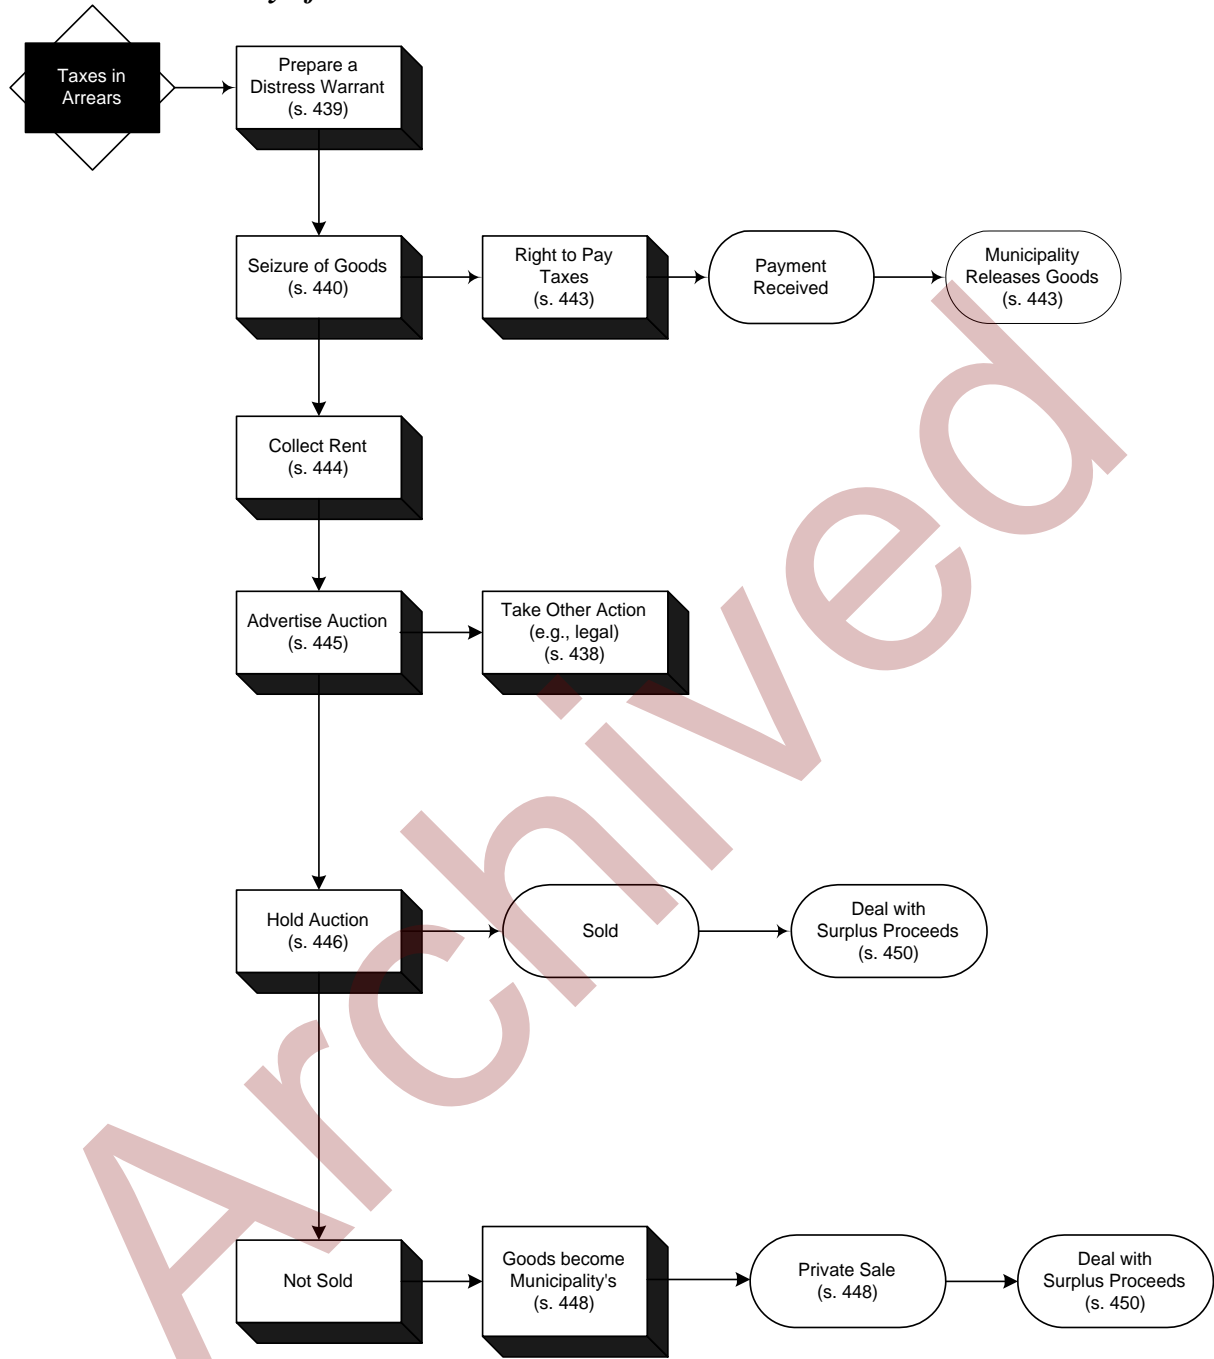 Taxes in
Arrears
Prepare a
Distress Warrant
(s. 439)
Seizure of Goods
(s. 440)
Right to Pay
Taxes
(s. 443)
Payment
Received
Municipality
Releases Goods
(s. 443)
Collect Rent
(s. 444)
Advertise Auction
(s. 445)
Take Other Action
(e.g., legal)
(s. 438)
Hold Auction
(s. 446)
Sold
Deal with
Surplus Proceeds
(s. 450)
Not Sold
Goods become
Municipality's
(s. 448)
Private Sale
(s. 448)
Deal with
Surplus Proceeds
(s. 450)
Archived